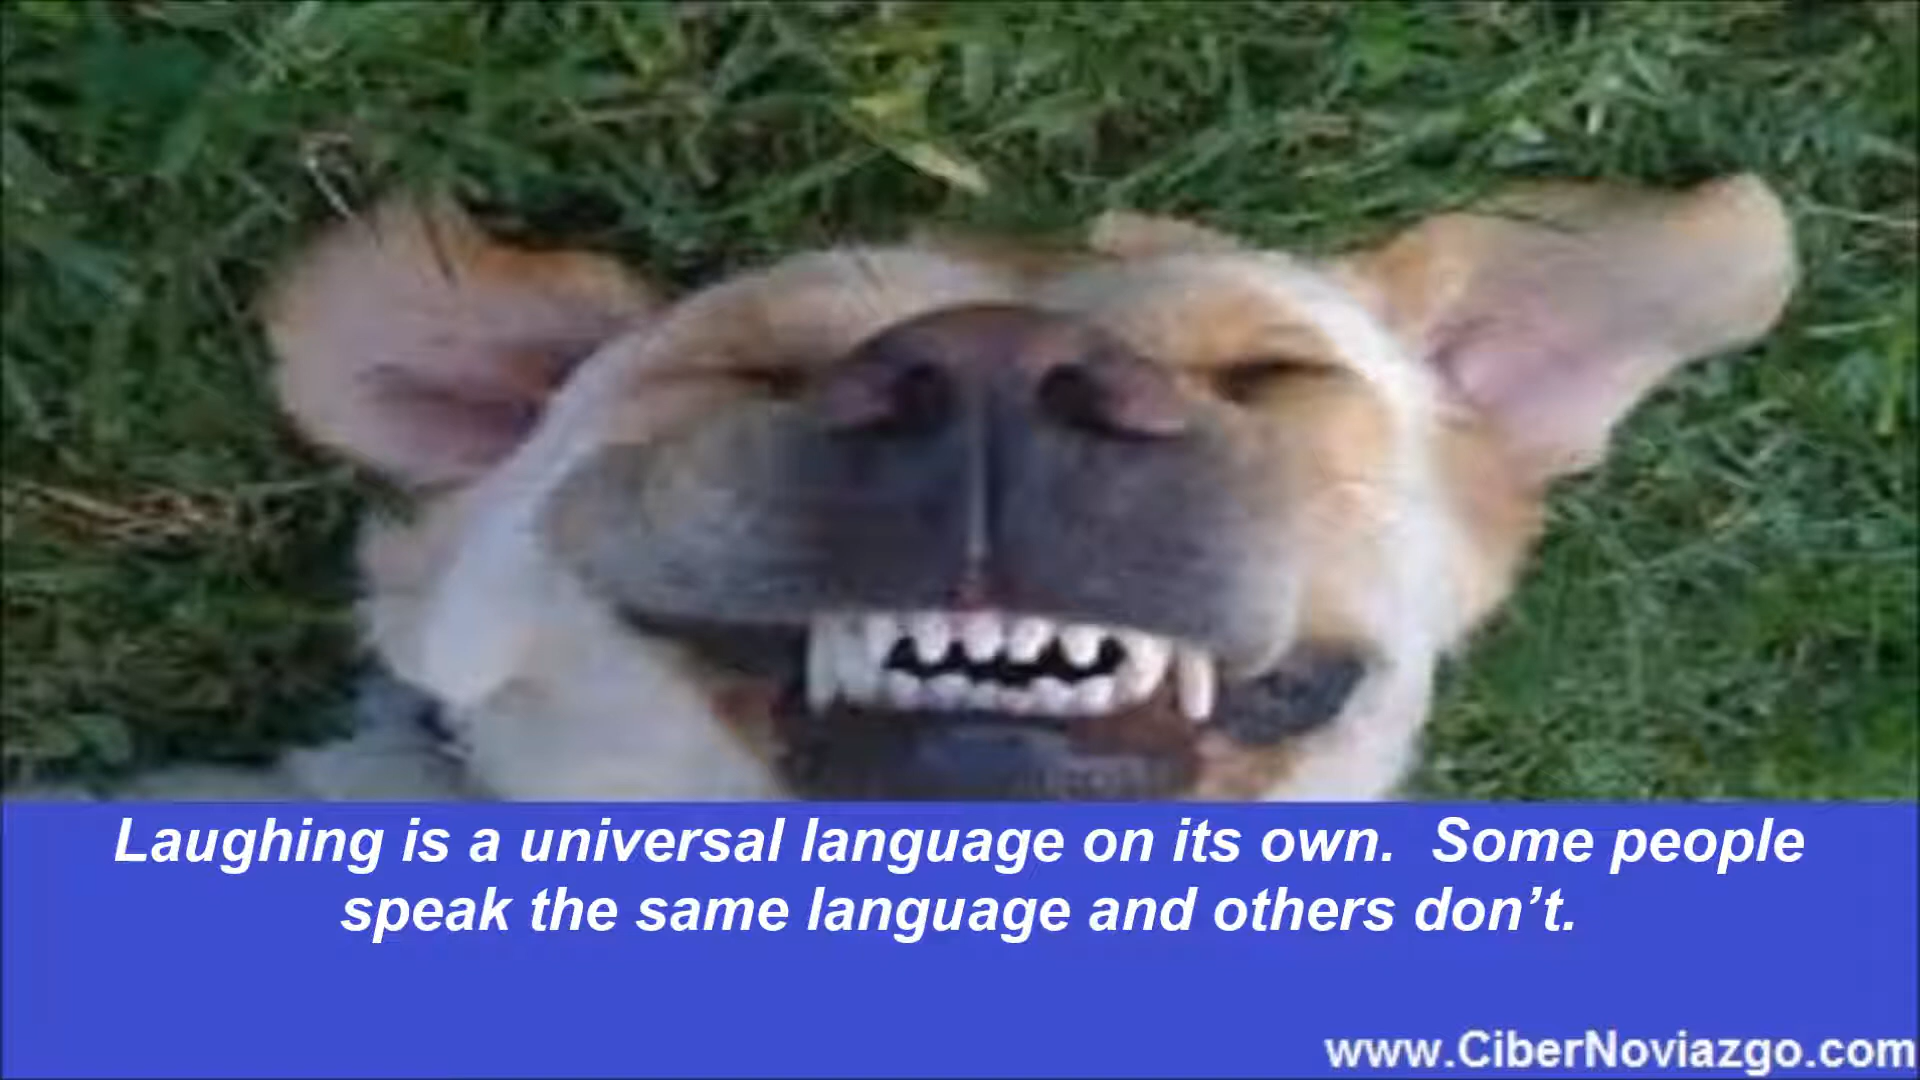 Laughing is a universal language on its own.  Some people
speak the same language and others don’t.
www.CiberNoviazgo.com